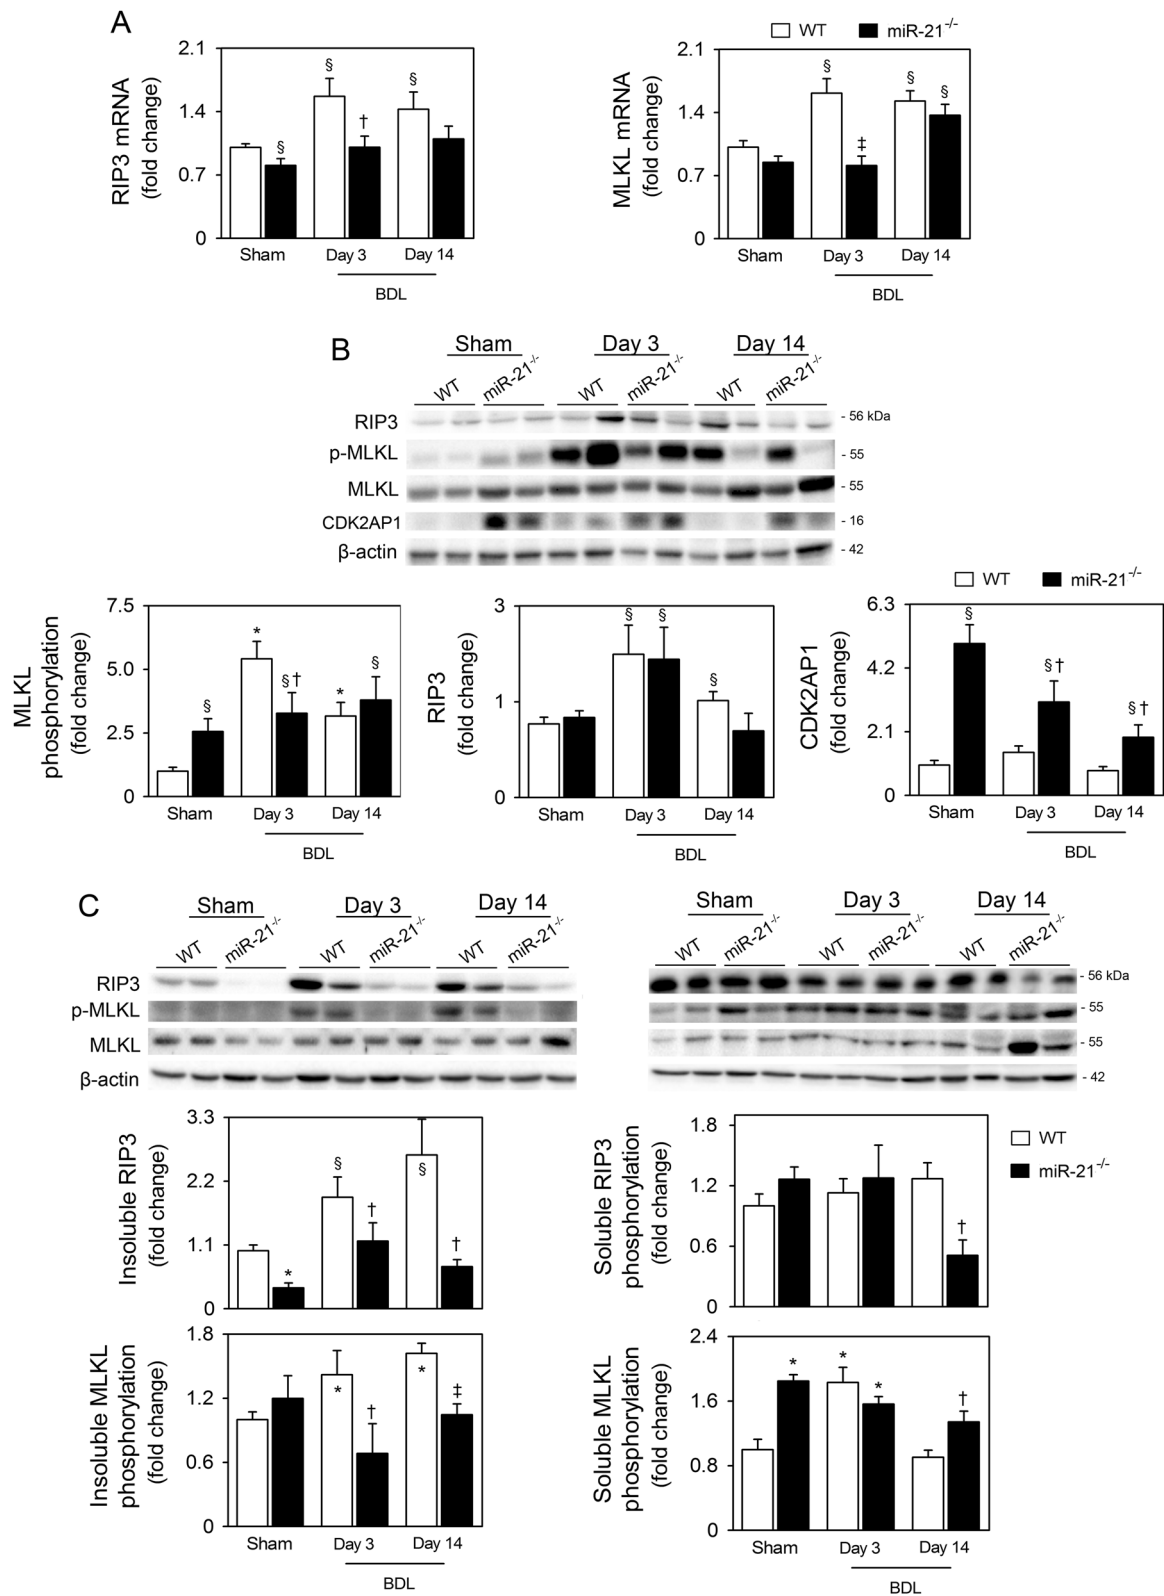 A
WT
miR-21-/-
RIP3 mRNA
(fold change)
2.1
1.4
0.7
0
§
§
§
†
Sham
Day 3
Day 14
BDL
MLKL mRNA
(fold change)
2.1
1.4
0.7
0
§
‡
§
§
Sham
Day 3
Day 14
BDL
B
Sham
Day 3
Day 14
WT
miR-21-/-
WT
miR-21-/-
WT
miR-21-/-
RIP3
- 56 kDa
p-MLKL
- 55
MLKL
- 55
CDK2AP1
- 16
β-actin
- 42
WT
miR-21-/-
MLKL
phosphorylation
(fold change)
7.5
5.0
2.5
0
§
*
§†
*
§
Sham
Day 3
Day 14
BDL
RIP3
(fold change)
3
1
0
§
§
§
Sham
Day 3
Day 14
BDL
CDK2AP1
(fold change)
6.3
4.2
2.1
0
§
§†
§†
Sham
Day 3
Day 14
BDL
C
Sham
Day 3
Day 14
WT
miR-21-/-
WT
miR-21-/-
WT
miR-21-/-
RIP3
p-MLKL
MLKL
β-actin
Sham
Day 3
Day 14
WT
miR-21-/-
WT
miR-21-/-
WT
miR-21-/-
- 56 kDa
- 55
- 55
- 42
Insoluble RIP3
(fold change)
3.3
2.2
1.1
0
*
§
†
§
†
Soluble RIP3
phosphorylation
(fold change)
1.8
1.2
0.6
0
†
WT
miR-21-/-
Insoluble MLKL
phosphorylation
(fold change)
1.8
1.2
0.6
0
*
†
*
‡
Sham
Day 3
Day 14
BDL
Soluble MLKL
phosphorylation
(fold change)
2.4
1.6
0.8
0
*
*
*
†
Sham
Day 3
Day 14
BDL